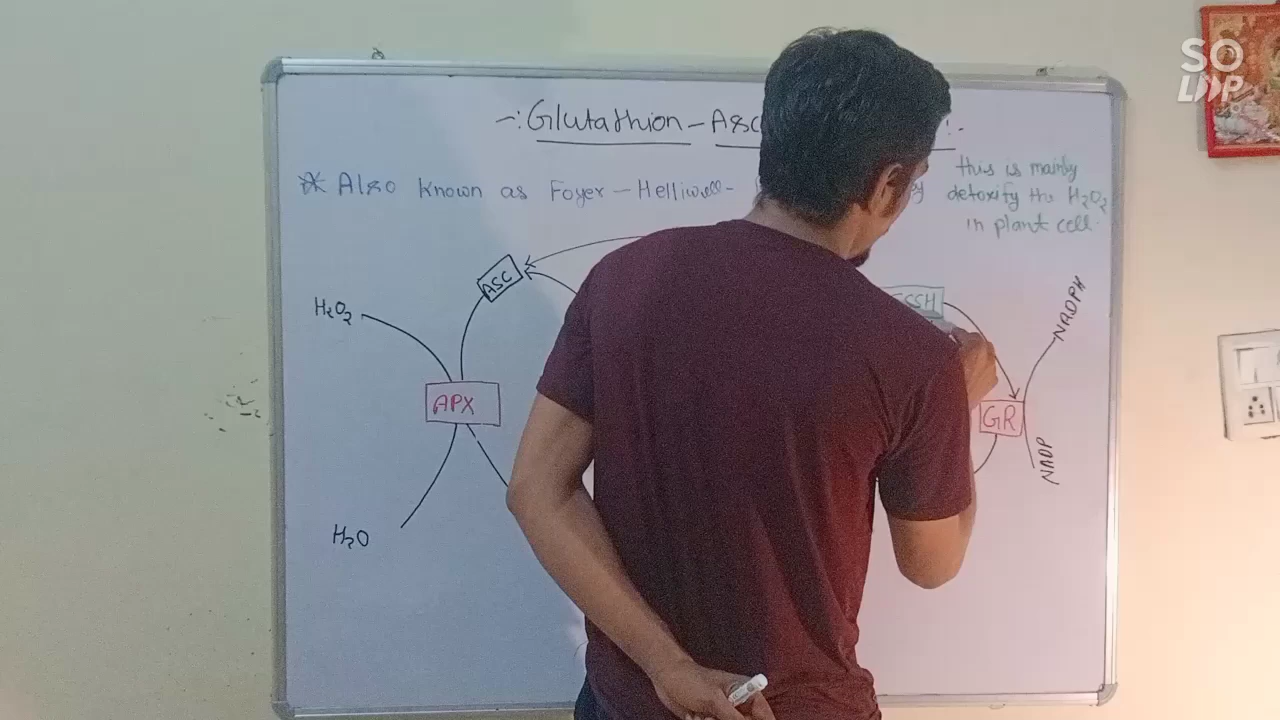 SO
LDP
-: Glutathion - Asc :-
* Also known as Foyer - Helliwell -
this is mainly
detoxify the H2O2
in plant cell.
ASC
SSH
H2O2
NADPH
APX
GR
NADP
H2O